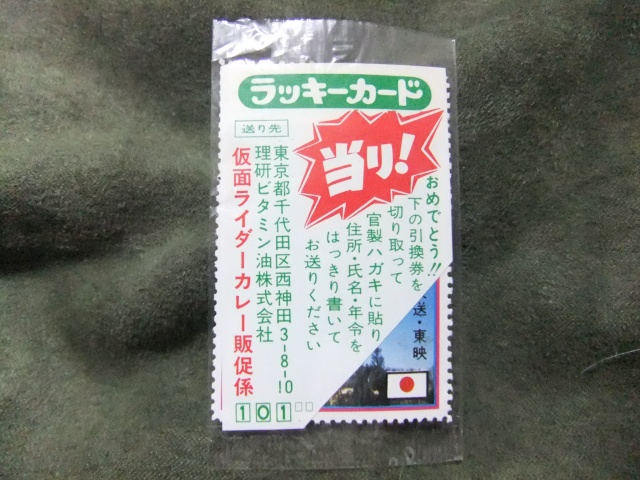 ラッキーカード
当り!
おめでとう!!
下の引換券を
切り取って
官製ハガキに貼り
住所・氏名・年令を
はっきり書いて
お送りください
送り先
東京都千代田区西神田3-8-10
理研ビタミン油株式会社
仮面ライダーカレー販促係
101□□
送・東映